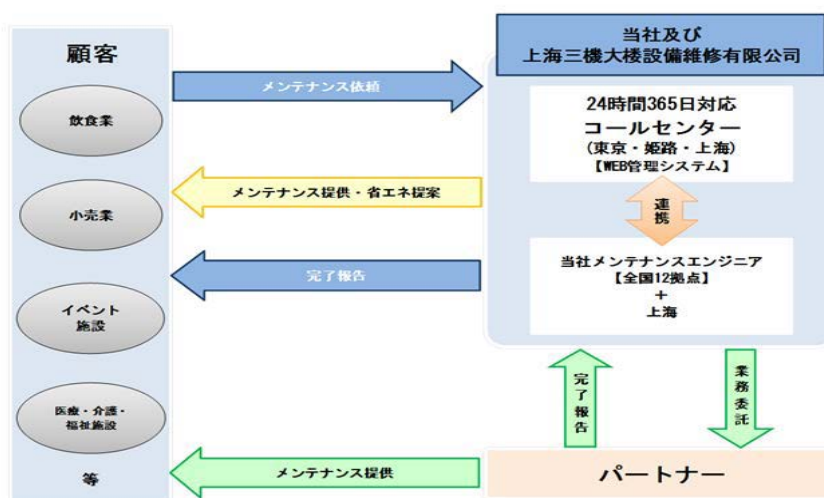 顧客
飲食業
小売業
イベント
施設
医療・介護・
福祉施設
等
メンテナンス依頼
メンテナンス提供・省エネ提案
完了報告
メンテナンス提供
当社及び
上海三機大楼設備維修有限公司
24時間365日対応
コールセンター
(東京・姫路・上海)
【WEB管理システム】
連携
当社メンテナンスエンジニア
【全国12拠点】
+
上海
完了報告
業務委託
パートナー